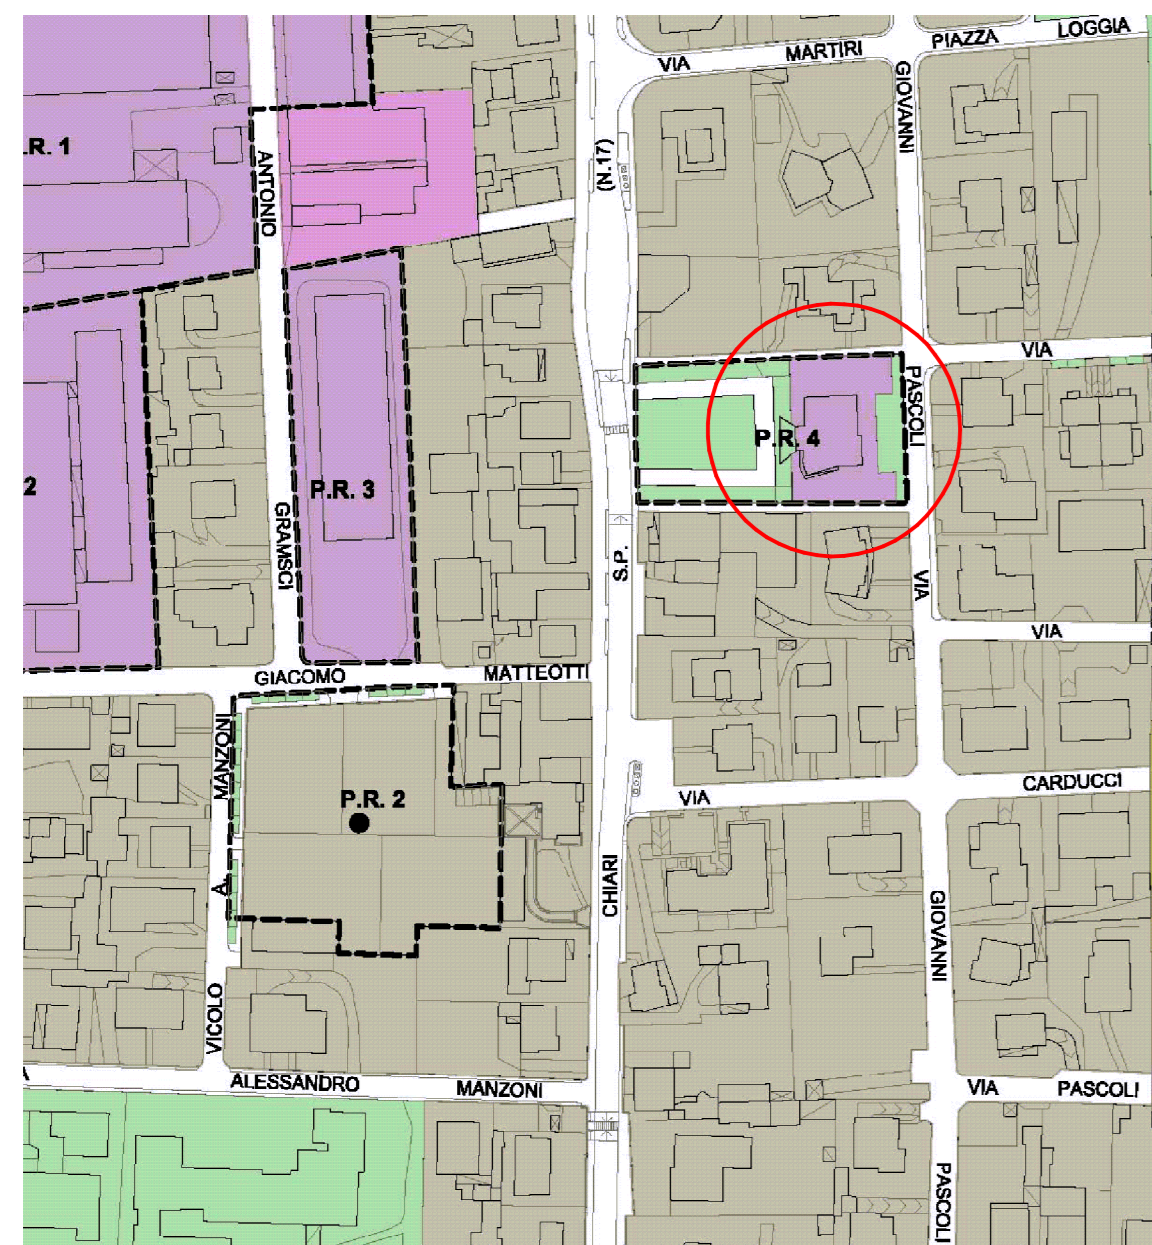 LOGGIA
PIAZZA
MARTIRI
VIA
GIOVANNI
.R. 1
(N.17)
ANTONIO
VIA
PASCOLI
P.R. 4
2
P.R. 3
GRAMSCI
S.P.
VIA
VIA
GIACOMO
MATTEOTTI
MANZONI
CARDUCCI
VIA
P.R. 2
A.
CHIARI
GIOVANNI
VICOLO
ALESSANDRO
MANZONI
VIA
PASCOLI
PASCOLI